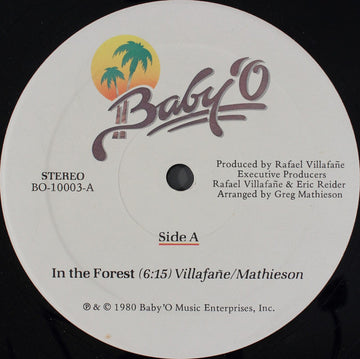 Baby'O
STEREO
BO-10003-A
Produced by Rafael Villafañe
Executive Producers
Rafael Villafañe & Eric Reider
Arranged by Greg Mathieson
Side A
In the Forest (6:15) Villafañe/Mathieson
℗ & © 1980 Baby'O Music Enterprises, Inc.